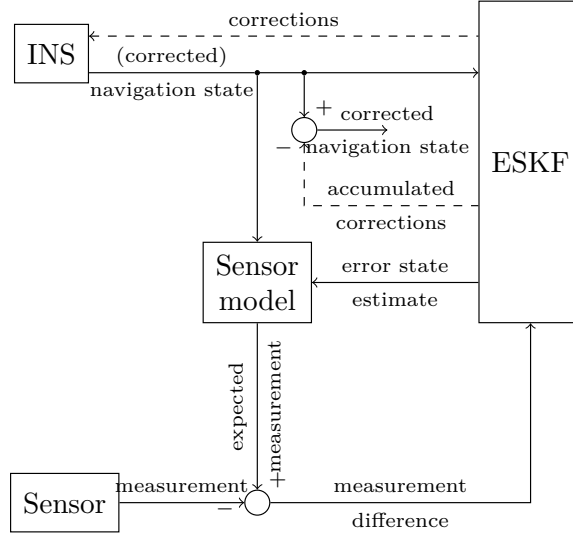 corrections
INS
(corrected)
navigation state
+
corrected
−
navigation state
ESKF
accumulated
corrections
Sensor
model
error state
estimate
expected
measurement
+
Sensor
measurement
−
measurement
difference